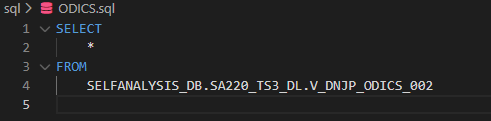 sql > ODICS.sql
1 SELECT
2 *
3 FROM
4 SELFANALYSIS_DB.SA220_TS3_DL.V_DNJP_ODICS_002
5